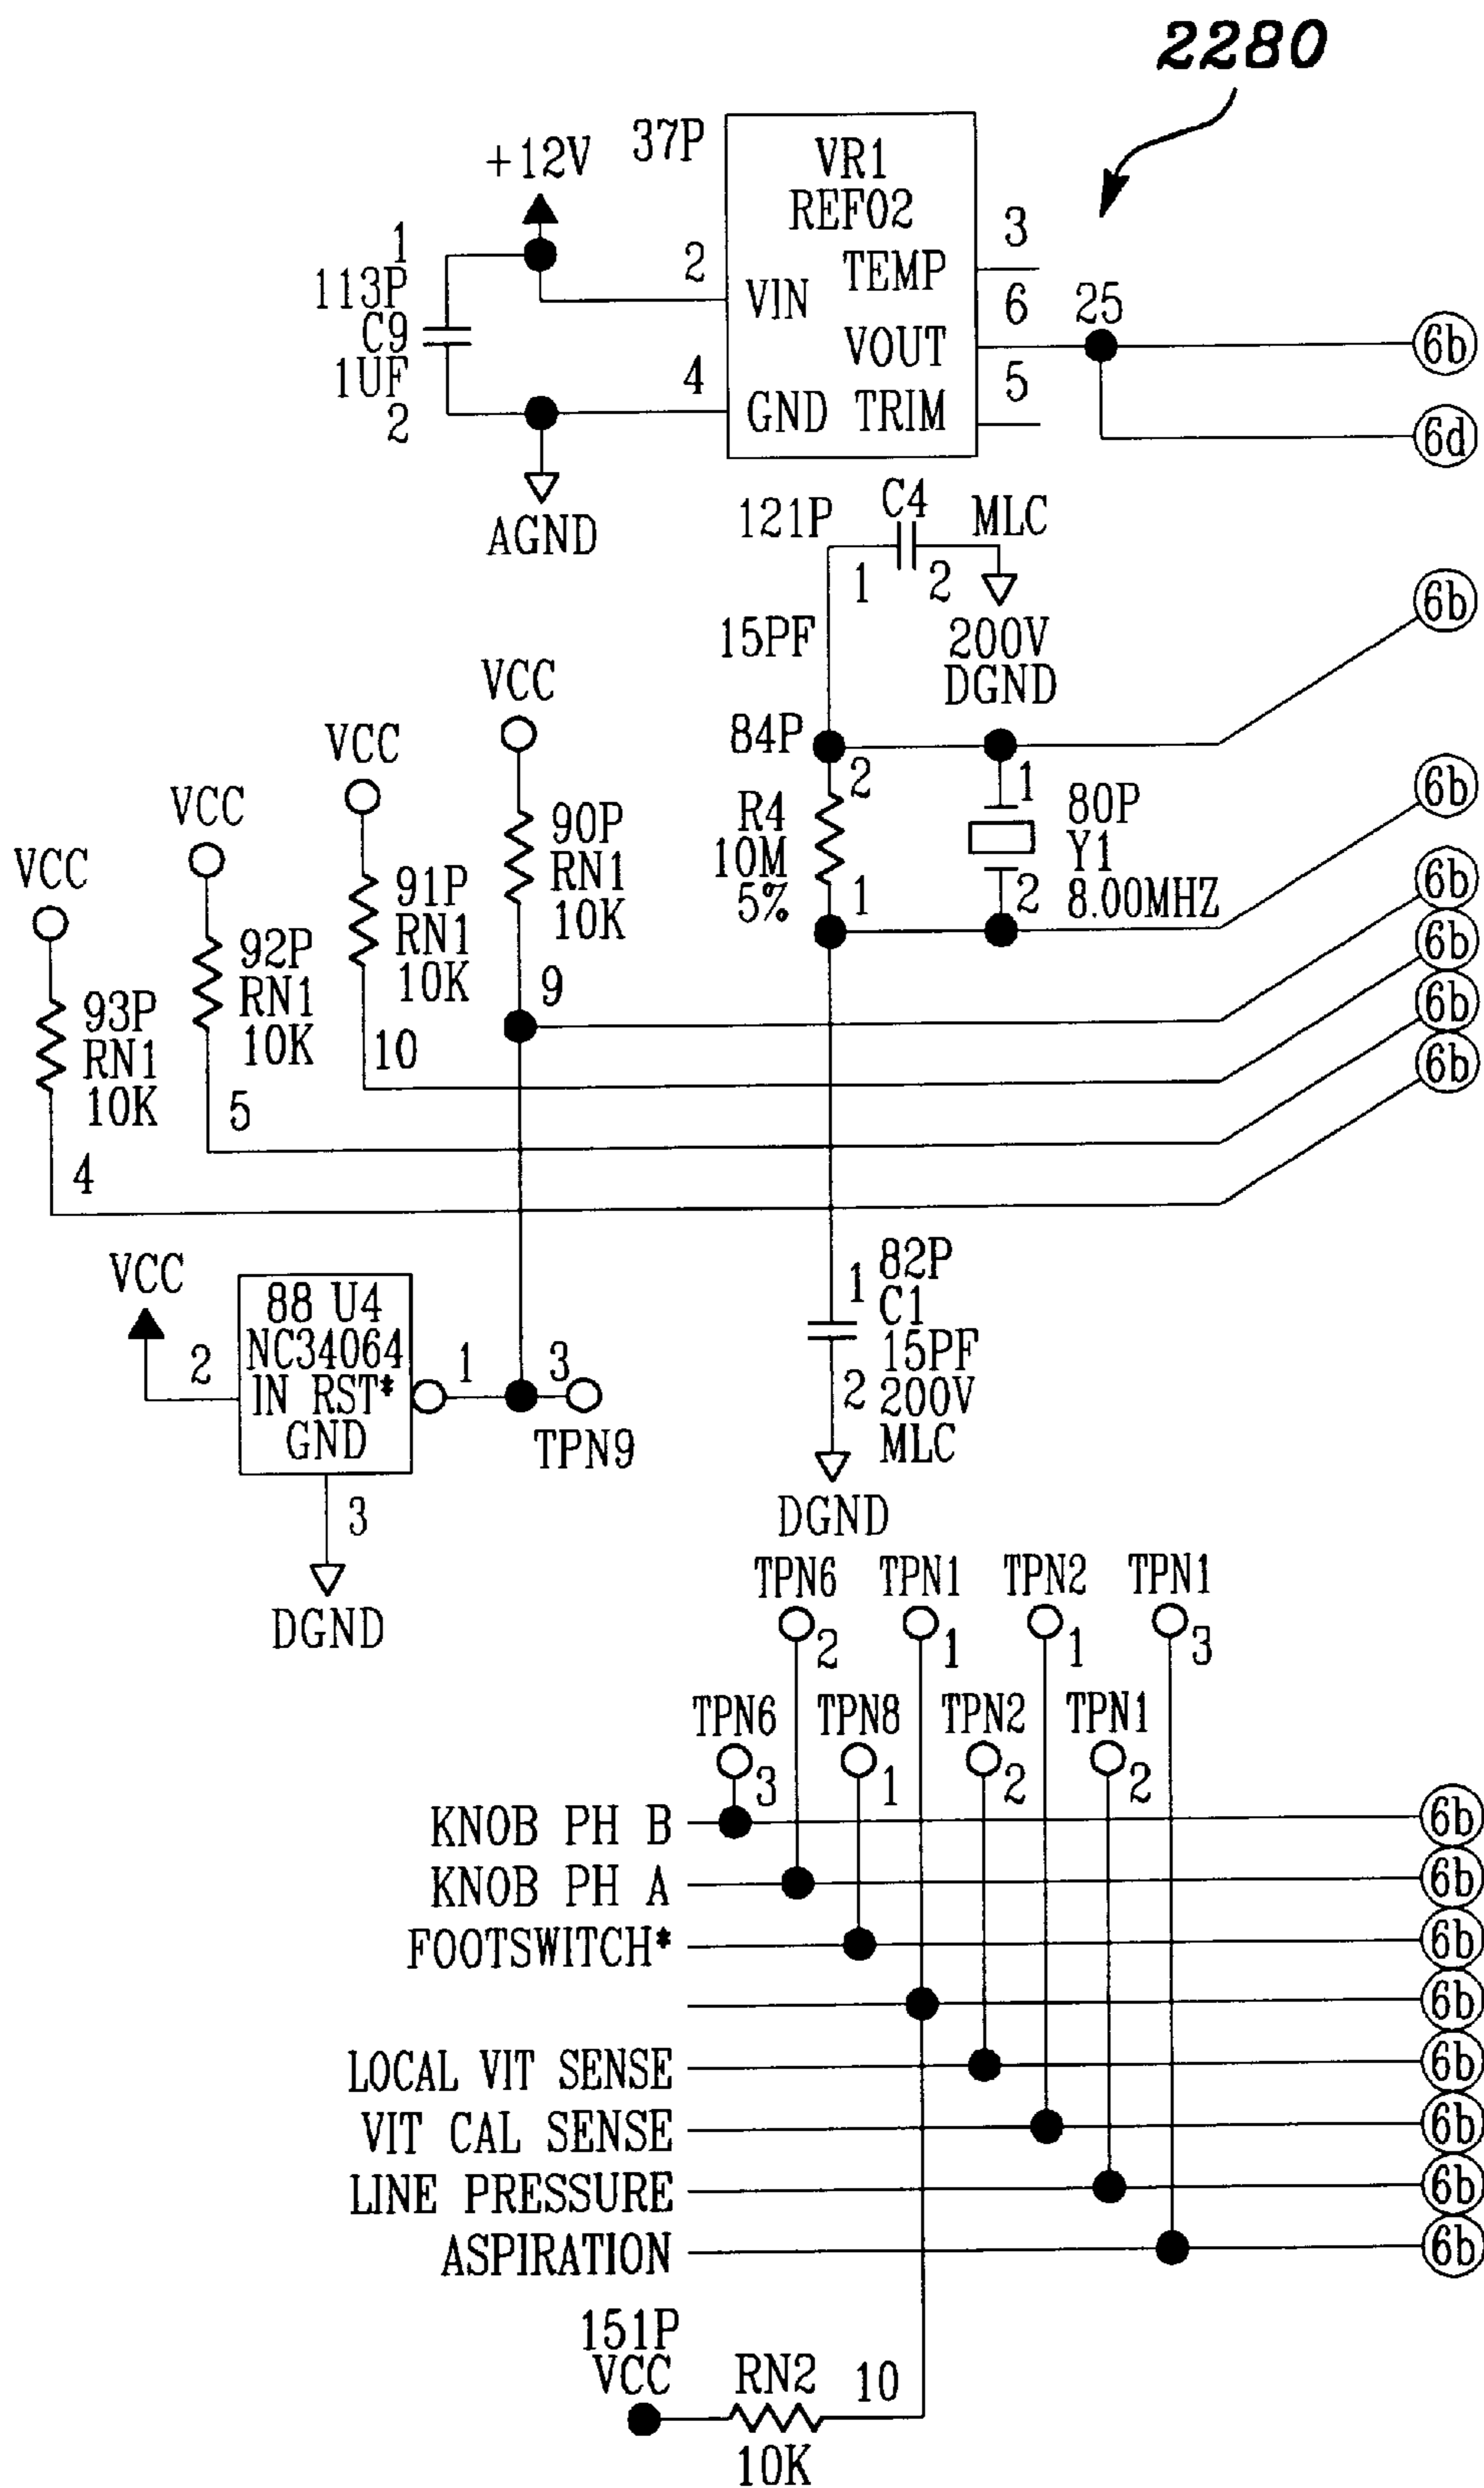 2280
+12V
37P
VR1
REF02
TEMP
VIN
VOUT
GND TRIM
1
113P
C9
1UF
2
2
4
3
6
5
25
6b
6d
AGND
121P
C4
MLC
1
2
15PF
200V
DGND
6b
84P
2
R4
10M
5%
1
1
80P
Y1
2
8.00MHZ
6b
VCC
90P
RN1
10K
9
6b
VCC
91P
RN1
10K
10
6b
VCC
92P
RN1
10K
5
6b
VCC
93P
RN1
10K
4
6b
VCC
2
88 U4
NC34064
IN RST*
GND
1
3
TPN9
3
DGND
1
82P
C1
15PF
2
200V
MLC
DGND
TPN6
2
TPN1
1
TPN2
1
TPN1
3
TPN6
3
TPN8
1
TPN2
2
TPN1
2
KNOB PH B
6b
KNOB PH A
6b
FOOTSWITCH*
6b
6b
LOCAL VIT SENSE
6b
VIT CAL SENSE
6b
LINE PRESSURE
6b
ASPIRATION
6b
151P
VCC
RN2
10
10K